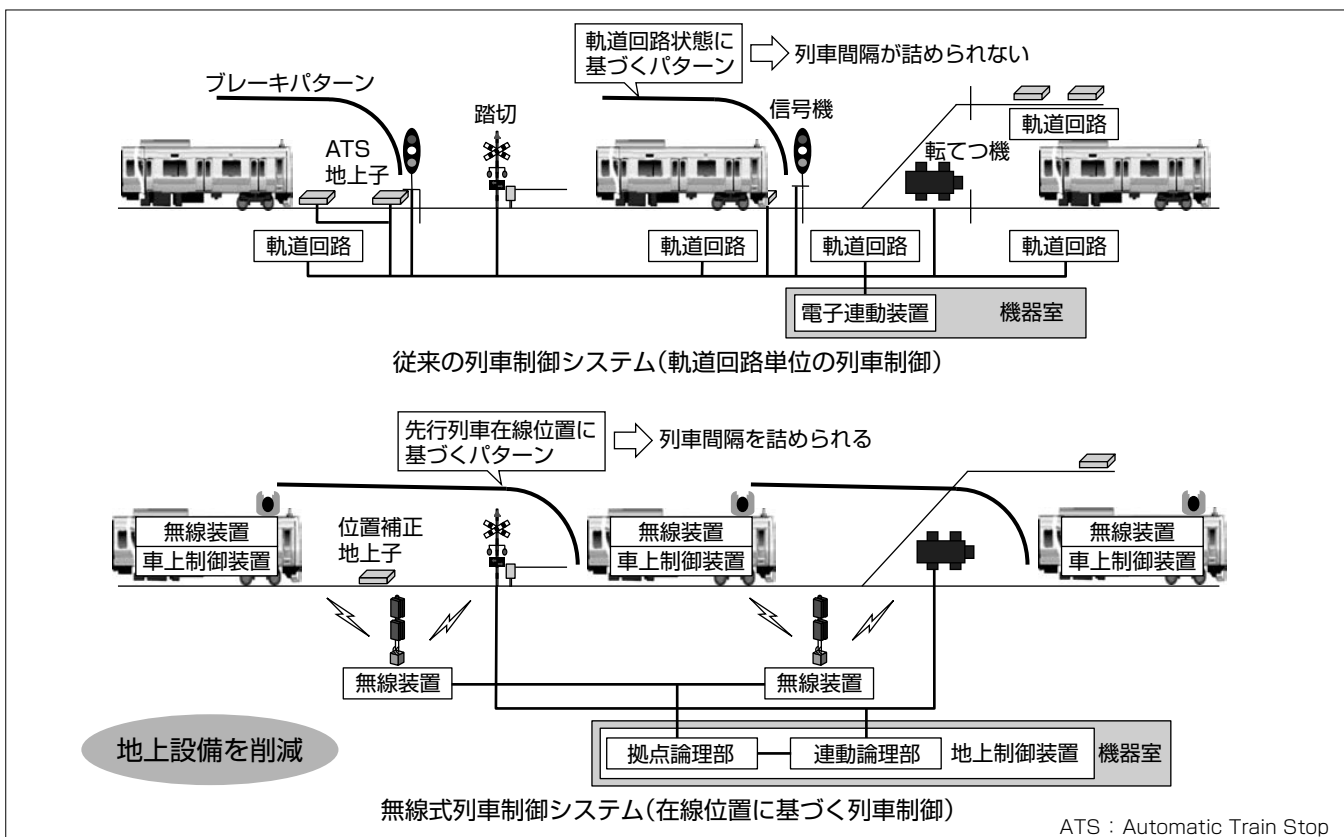 軌道回路状態に
基づくパターン
列車間隔が詰められない
ブレーキパターン
踏切
信号機
軌道回路
ATS
地上子
転てつ機
軌道回路
軌道回路
軌道回路
軌道回路
電子連動装置
機器室
従来の列車制御システム(軌道回路単位の列車制御)
先行列車在線位置に
基づくパターン
列車間隔を詰められる
無線装置
車上制御装置
位置補正
地上子
無線装置
車上制御装置
無線装置
車上制御装置
無線装置
無線装置
地上設備を削減
拠点論理部
連動論理部
地上制御装置
機器室
無線式列車制御システム(在線位置に基づく列車制御)
ATS：Automatic Train Stop